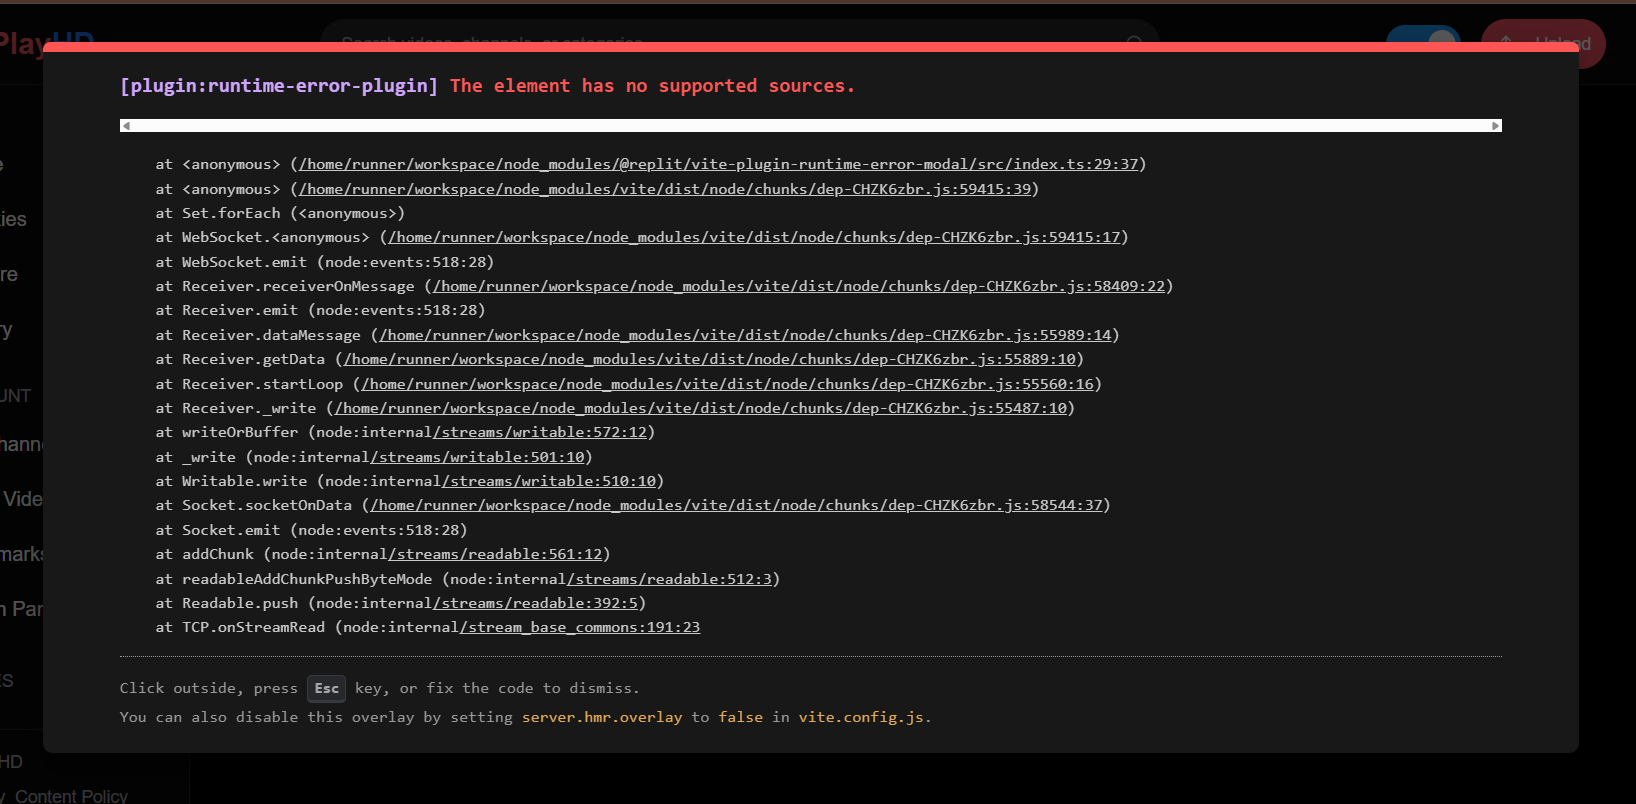 PlayHD
Search videos, channels, or categories
Upload
[plugin:runtime-error-plugin] The element has no supported sources.
at <anonymous> (/home/runner/workspace/node_modules/@replit/vite-plugin-runtime-error-modal/src/index.ts:29:37)
at <anonymous> (/home/runner/workspace/node_modules/vite/dist/node/chunks/dep-CHZK6zbr.js:59415:39)
at Set.forEach (<anonymous>)
at WebSocket.<anonymous> (/home/runner/workspace/node_modules/vite/dist/node/chunks/dep-CHZK6zbr.js:59415:17)
at WebSocket.emit (node:events:518:28)
at Receiver.receiverOnMessage (/home/runner/workspace/node_modules/vite/dist/node/chunks/dep-CHZK6zbr.js:58409:22)
at Receiver.emit (node:events:518:28)
at Receiver.dataMessage (/home/runner/workspace/node_modules/vite/dist/node/chunks/dep-CHZK6zbr.js:55989:14)
at Receiver.getData (/home/runner/workspace/node_modules/vite/dist/node/chunks/dep-CHZK6zbr.js:55889:10)
at Receiver.startLoop (/home/runner/workspace/node_modules/vite/dist/node/chunks/dep-CHZK6zbr.js:55560:16)
at Receiver._write (/home/runner/workspace/node_modules/vite/dist/node/chunks/dep-CHZK6zbr.js:55487:10)
at writeOrBuffer (node:internal/streams/writable:572:12)
at _write (node:internal/streams/writable:501:10)
at Writable.write (node:internal/streams/writable:510:10)
at Socket.socketOnData (/home/runner/workspace/node_modules/vite/dist/node/chunks/dep-CHZK6zbr.js:58544:37)
at Socket.emit (node:events:518:28)
at addChunk (node:internal/streams/readable:561:12)
at readableAddChunkPushByteMode (node:internal/streams/readable:512:3)
at Readable.push (node:internal/streams/readable:392:5)
at TCP.onStreamRead (node:internal/stream_base_commons:191:23
Click outside, press Esc key, or fix the code to dismiss.
You can also disable this overlay by setting server.hmr.overlay to false in vite.config.js.
HD
Content Policy